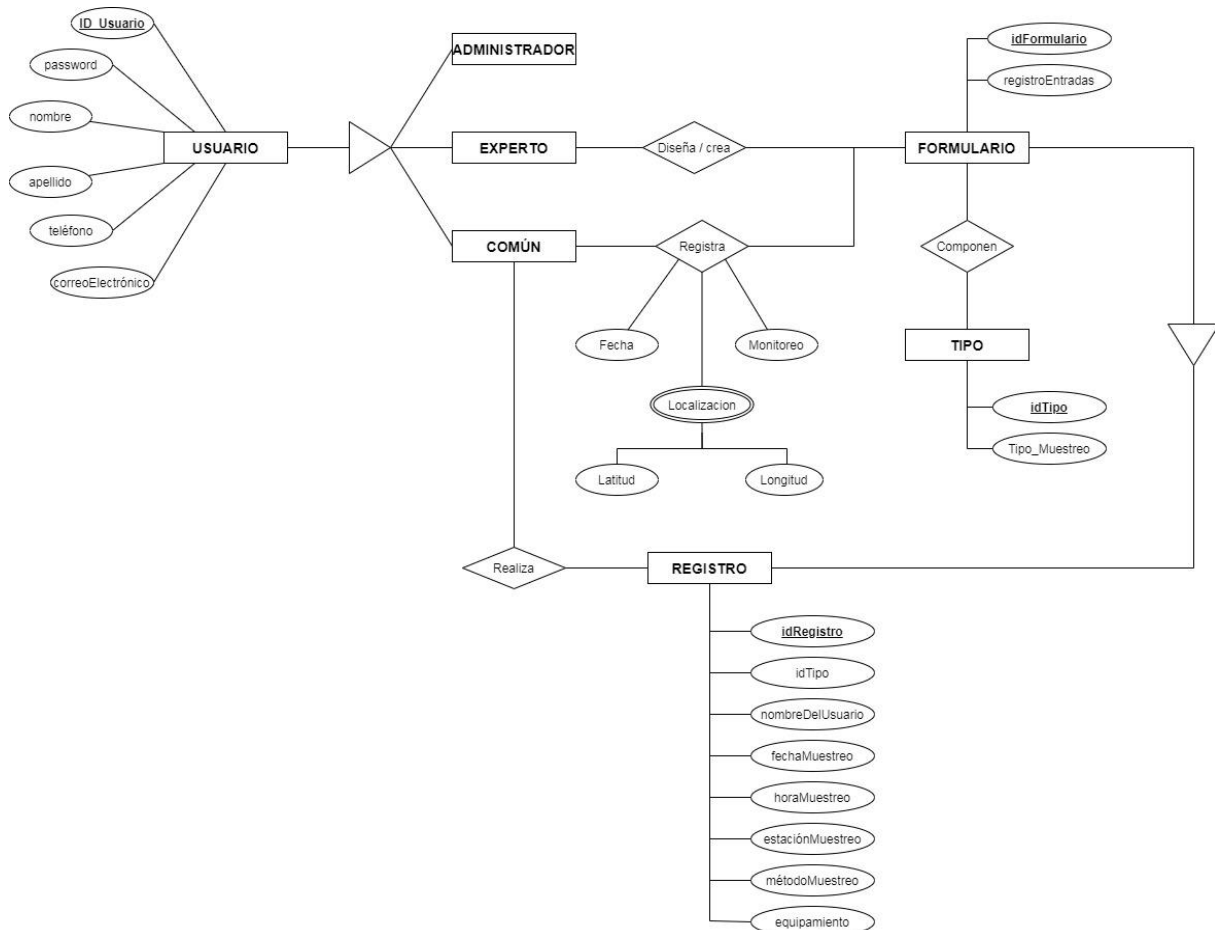 ID_Usuario
password
nombre
apellido
teléfono
correoElectrónico
USUARIO
ADMINISTRADOR
EXPERTO
COMÚN
Diseña / crea
Registra
Fecha
Monitoreo
Localizacion
Latitud
Longitud
FORMULARIO
idFormulario
registroEntradas
Componen
TIPO
idTipo
Tipo_Muestreo
Realiza
REGISTRO
idRegistro
idTipo
nombreDelUsuario
fechaMuestreo
horaMuestreo
estaciónMuestreo
métodoMuestreo
equipamiento